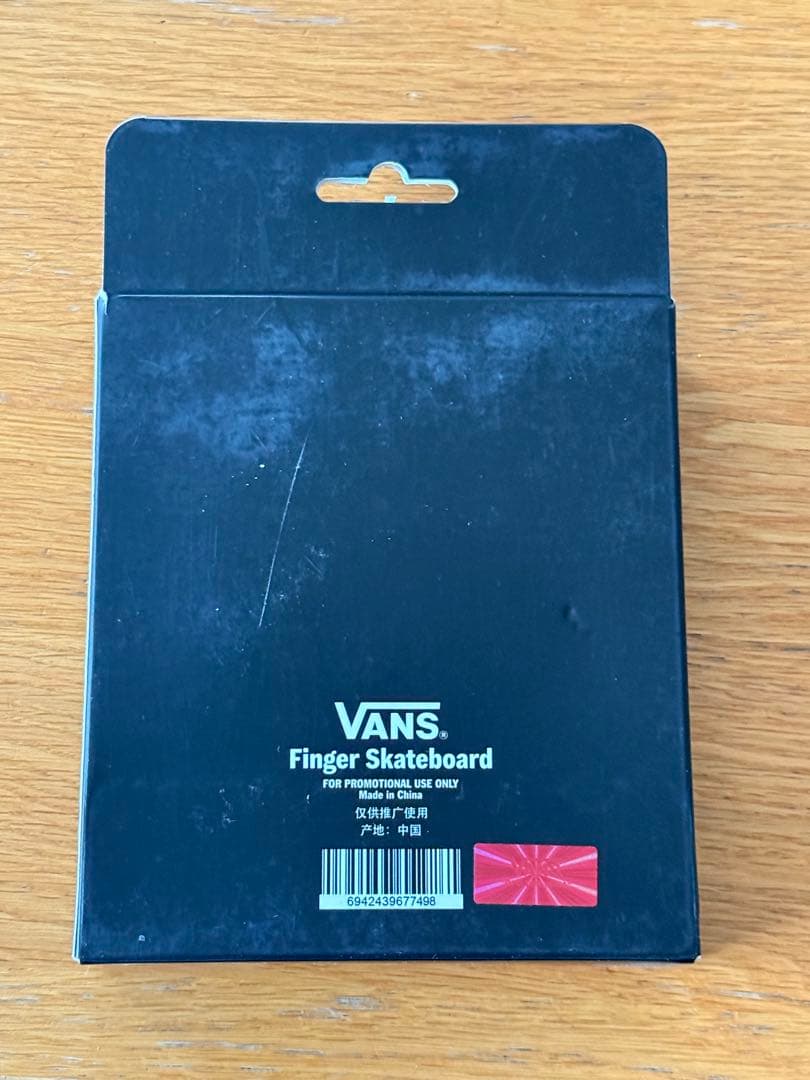 VANS®
Finger Skateboard
FOR PROMOTIONAL USE ONLY
Made in China
仅供推广使用
产地：中国
6942439677498